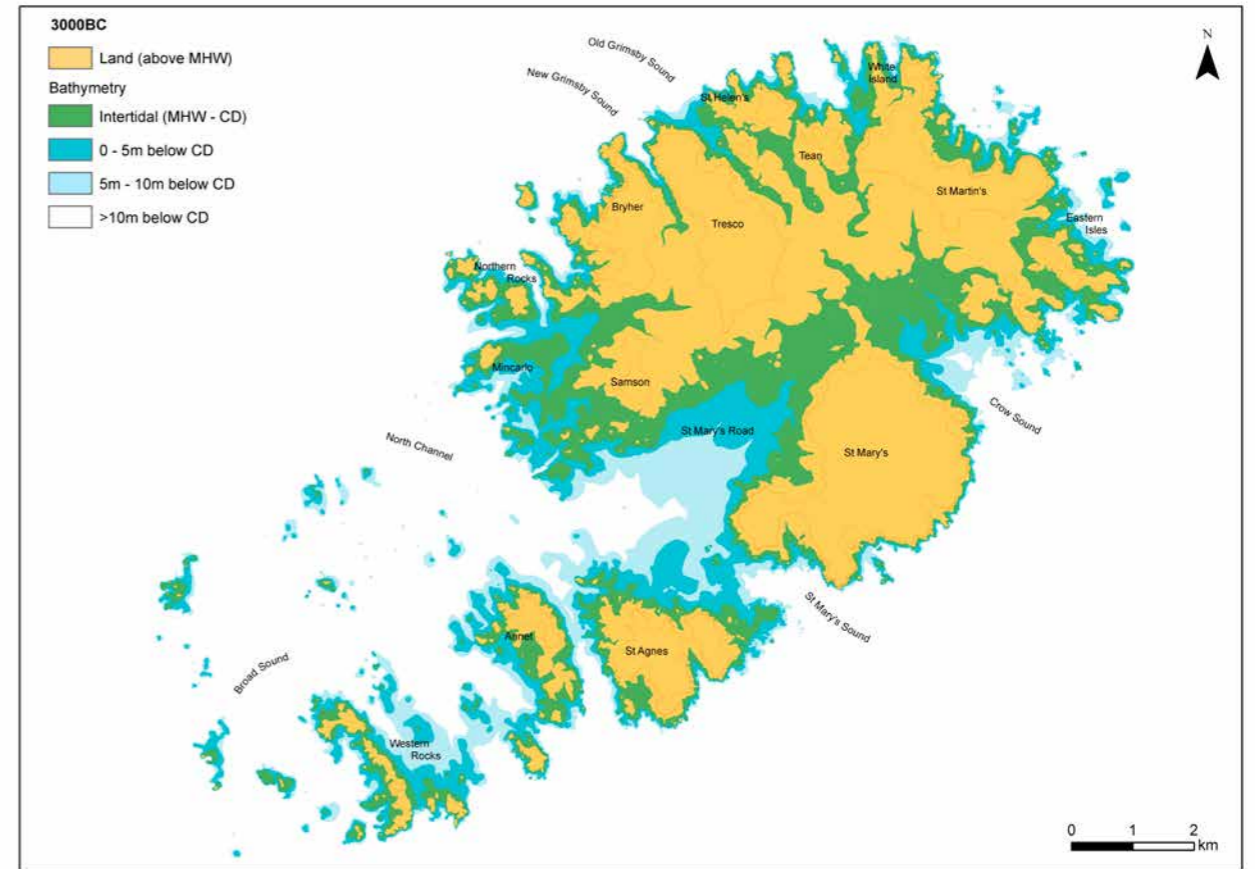 3000BC
Land (above MHW)
Bathymetry
Intertidal (MHW - CD)
0 - 5m below CD
5m - 10m below CD
>10m below CD
N
Old Grimsby Sound
New Grimsby Sound
White
Island
St Helen's
Tean
St Martin's
Bryher
Tresco
Eastern
Isles
Northern
Rocks
Mincarlo
Samson
Crow Sound
St Mary's Road
North Channel
St Mary's
St Mary's Sound
Annet
St Agnes
Broad Sound
Western
Rocks
0 1 2
km